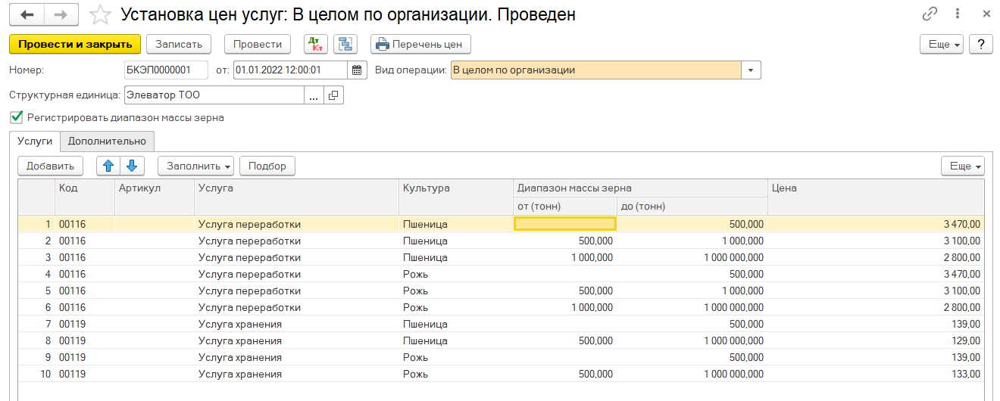 Установка цен услуг: В целом по организации. Проведен
Провести и закрыть Записать Провести Дт Кт Перечень цен Еще ?
Номер: БКЭЛ0000001 от: 01.01.2022 12:00:01 Вид операции: В целом по организации
Структурная единица: Элеватор ТОО ...
Регистрировать диапазон массы зерна
Услуги Дополнительно
Добавить Заполнить Подбор Еще
Код Артикул Услуга Культура Диапазон массы зерна Цена
от (тонн) до (тонн)
1 00116 Услуга переработки Пшеница 500,000 3 470,00
2 00116 Услуга переработки Пшеница 500,000 1 000,000 3 100,00
3 00116 Услуга переработки Пшеница 1 000,000 1 000 000,000 2 800,00
4 00116 Услуга переработки Рожь 500,000 3 470,00
5 00116 Услуга переработки Рожь 500,000 1 000,000 3 100,00
6 00116 Услуга переработки Рожь 1 000,000 1 000 000,000 2 800,00
7 00119 Услуга хранения Пшеница 500,000 139,00
8 00119 Услуга хранения Пшеница 500,000 1 000 000,000 129,00
9 00119 Услуга хранения Рожь 500,000 139,00
10 00119 Услуга хранения Рожь 500,000 1 000 000,000 133,00